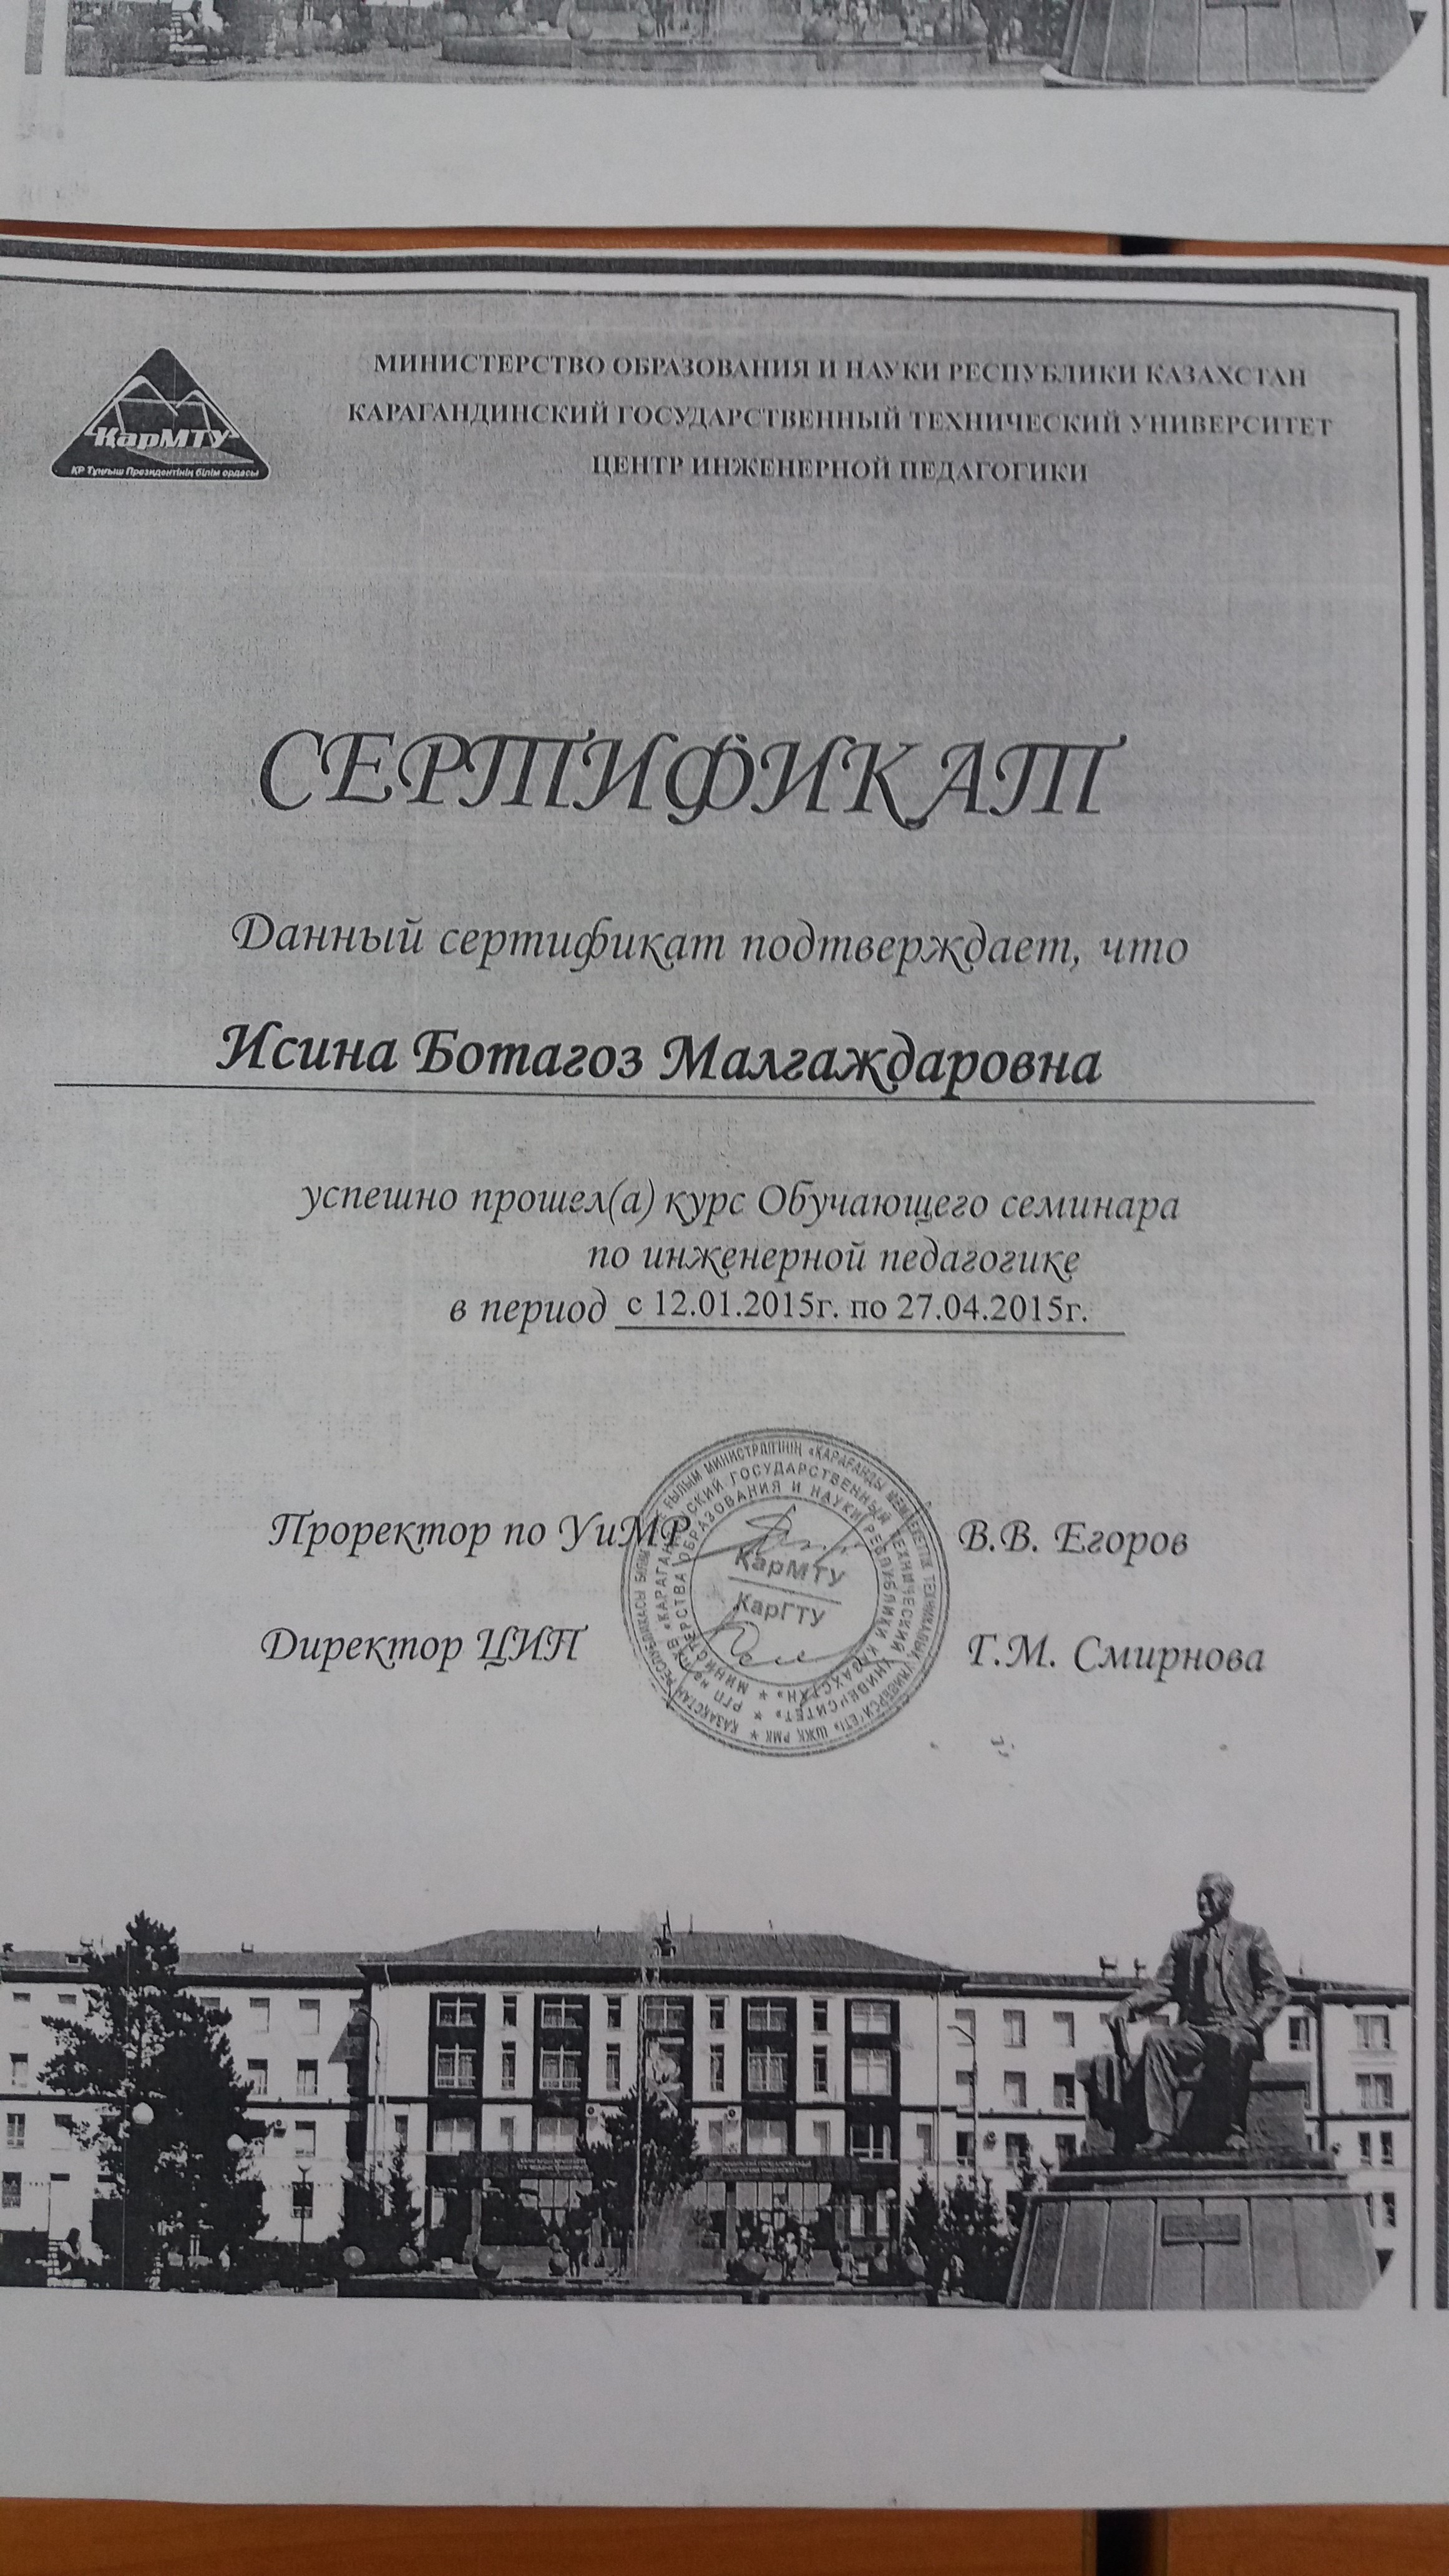 МИНИСТЕРСТВО ОБРАЗОВАНИЯ И НАУКИ РЕСПУБЛИКИ КАЗАХСТАН
КАРАГАНДИНСКИЙ ГОСУДАРСТВЕННЫЙ ТЕХНИЧЕСКИЙ УНИВЕРСИТЕТ
ЦЕНТР ИНЖЕНЕРНОЙ ПЕДАГОГИКИ
КарМТУ
ҚР Тұңғыш Президентінің білім ордасы
СЕРТИФИКАТ
Данный сертификат подтверждает, что
Исина Ботагоз Малгаждаровна
успешно прошел(а) курс Обучающего семинара
по инженерной педагогике
в период с 12.01.2015г. по 27.04.2015г.
Проректор по УиМР В.В. Егоров
КарМТУ
КарГТУ
Директор ЦИП Г.М. Смирнова